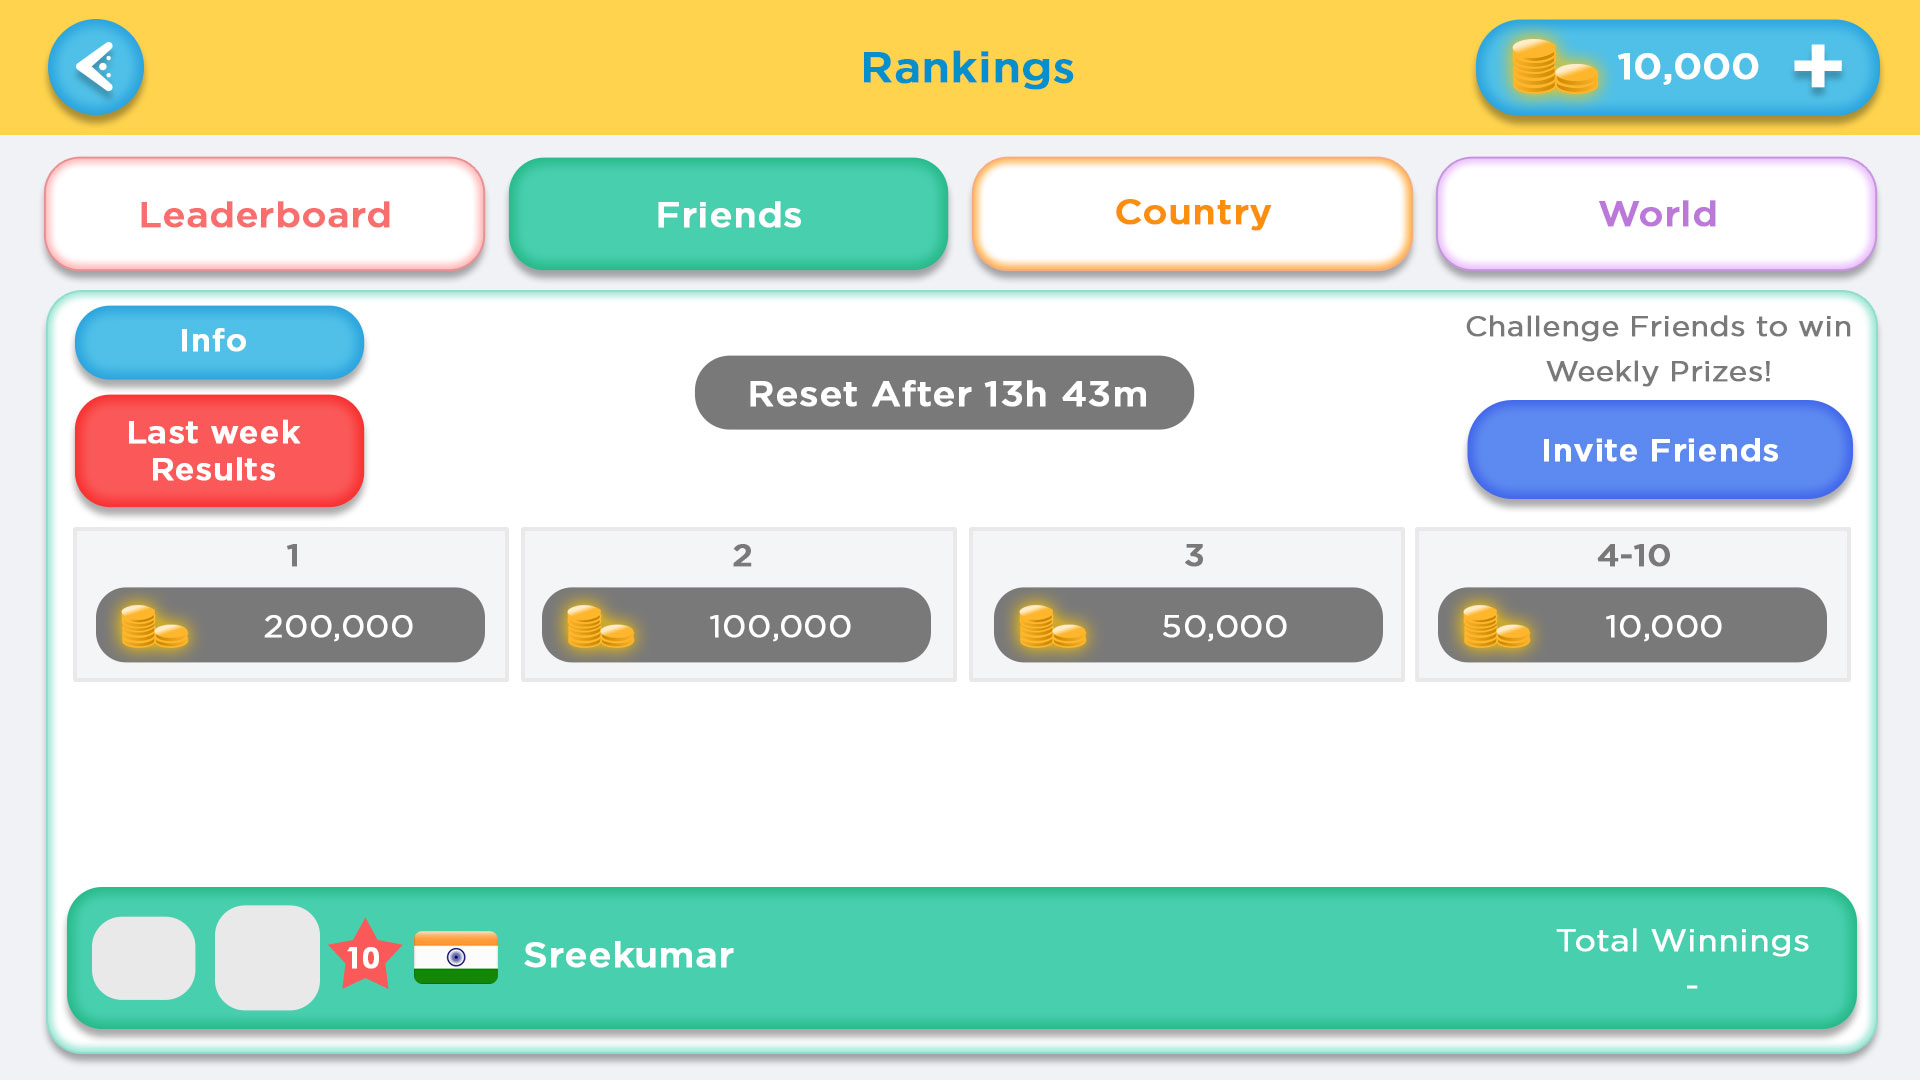 Rankings
10,000
Leaderboard
Friends
Country
World
Info
Last week
Results
Reset After 13h 43m
Challenge Friends to win
Weekly Prizes!
Invite Friends
1
2
3
4-10
200,000
100,000
50,000
10,000
10
Sreekumar
Total Winnings
-